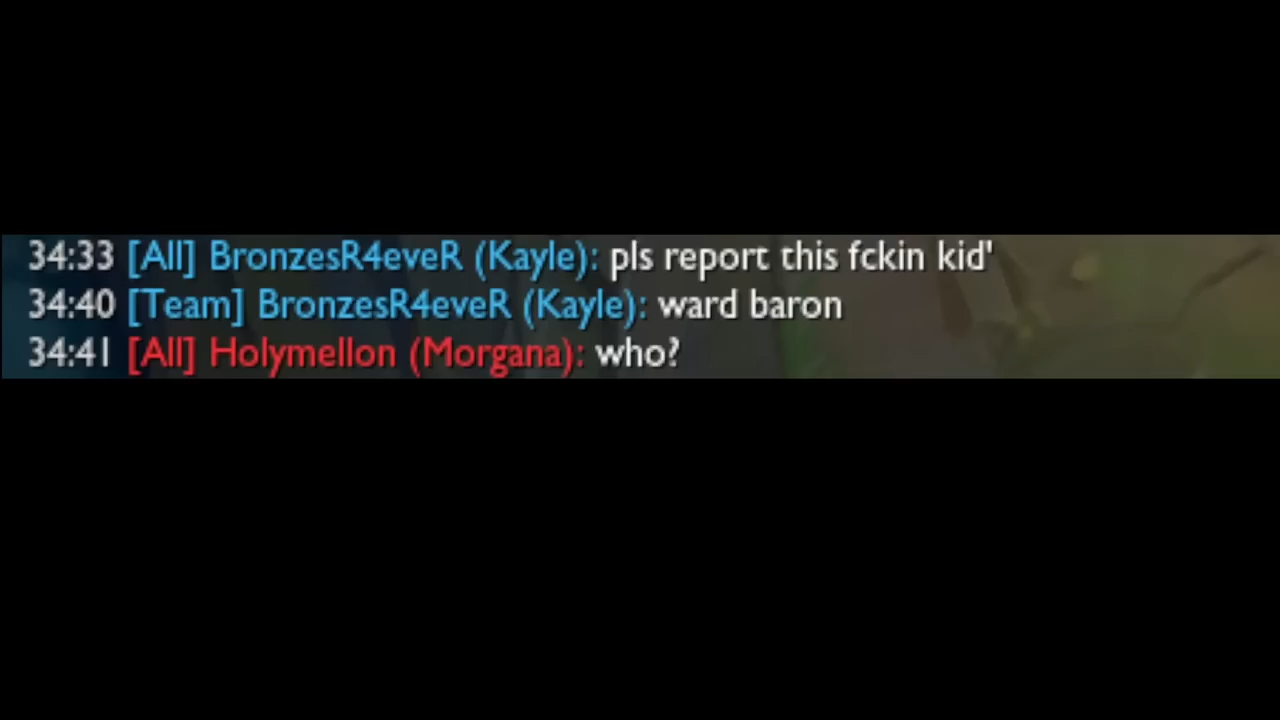 34:33 [All] BronzesR4eveR (Kayle): pls report this fckin kid'
34:40 [Team] BronzesR4eveR (Kayle): ward baron
34:41 [All] Holymellon (Morgana): who?